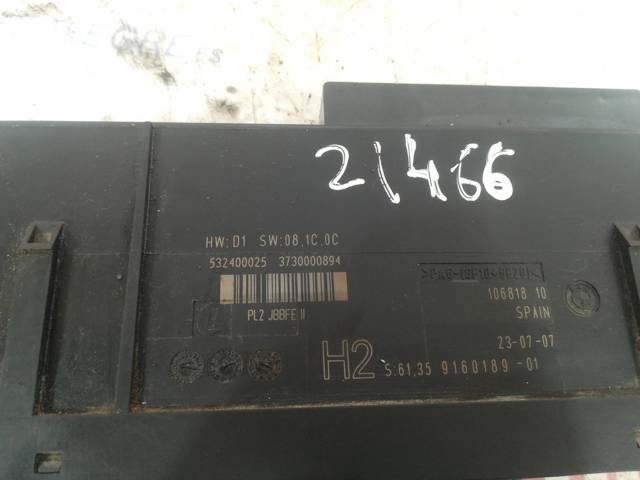 21466
HW:D1 SW:08.1C.0C
532400025 3730000894
PL2 JBBFE II
106818 10
SPAIN
23-07-07
H2 S:61.35 9160189-01